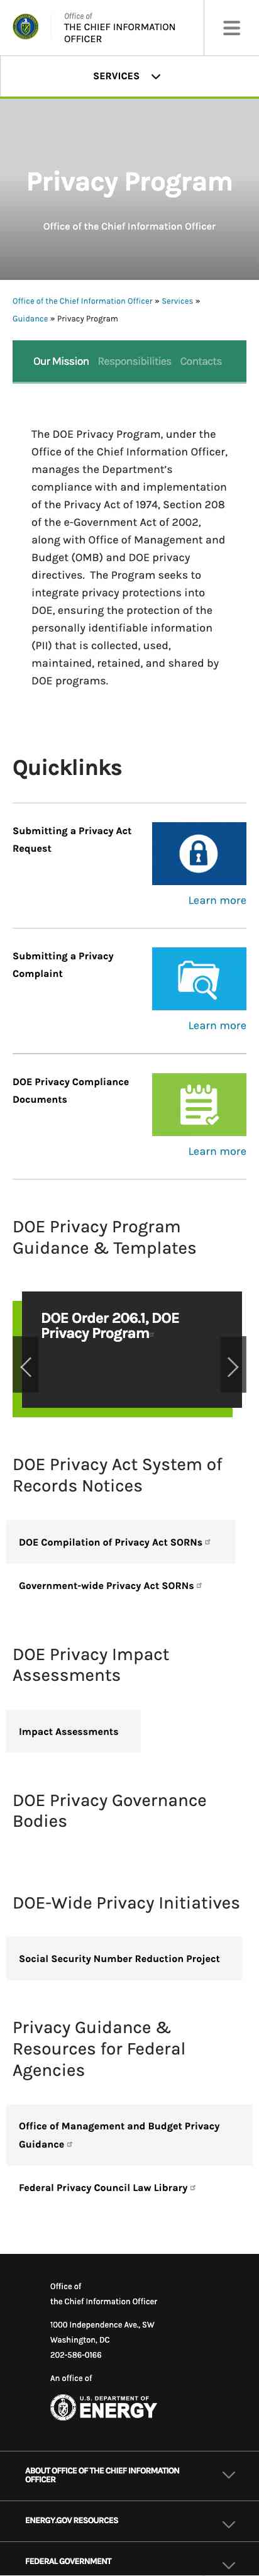 Office of
THE CHIEF INFORMATION
OFFICER
SERVICES
Privacy Program
Office of the Chief Information Officer
Office of the Chief Information Officer » Services »
Guidance » Privacy Program
Our Mission Responsibilities Contacts
The DOE Privacy Program, under the
Office of the Chief Information Officer,
manages the Department’s
compliance with and implementation
of the Privacy Act of 1974, Section 208
of the e-Government Act of 2002,
along with Office of Management and
Budget (OMB) and DOE privacy
directives.  The Program seeks to
integrate privacy protections into
DOE, ensuring the protection of the
personally identifiable information
(PII) that is collected, used,
maintained, retained, and shared by
DOE programs.
Quicklinks
Submitting a Privacy Act
Request
Learn more
Submitting a Privacy
Complaint
Learn more
DOE Privacy Compliance
Documents
Learn more
DOE Privacy Program
Guidance & Templates
DOE Order 206.1, DOE
Privacy Program
DOE Privacy Act System of
Records Notices
DOE Compilation of Privacy Act SORNs
Government-wide Privacy Act SORNs
DOE Privacy Impact
Assessments
Impact Assessments
DOE Privacy Governance
Bodies
DOE-Wide Privacy Initiatives
Social Security Number Reduction Project
Privacy Guidance &
Resources for Federal
Agencies
Office of Management and Budget Privacy
Guidance
Federal Privacy Council Law Library
Office of
the Chief Information Officer
1000 Independence Ave., SW
Washington, DC
202-586-0166
An office of
U.S. DEPARTMENT OF
ENERGY
ABOUT OFFICE OF THE CHIEF INFORMATION
OFFICER
ENERGY.GOV RESOURCES
FEDERAL GOVERNMENT